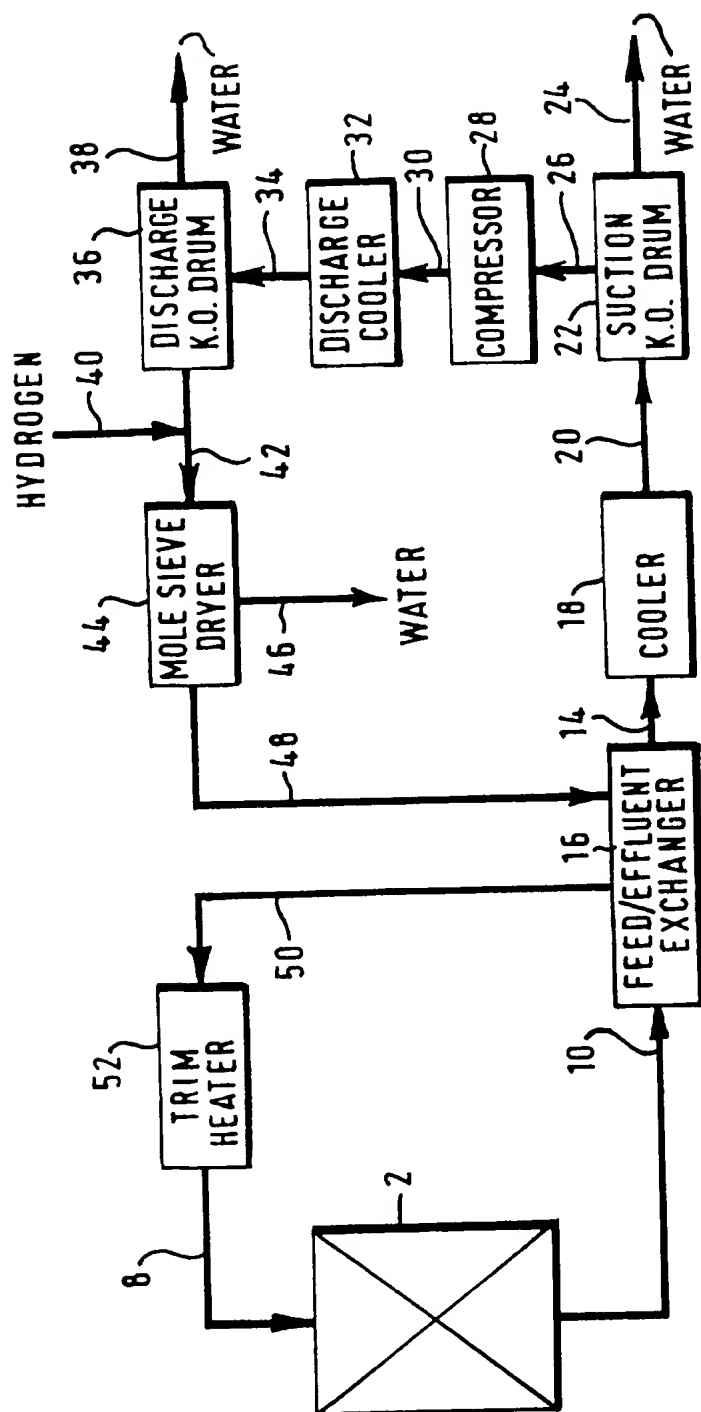 HYDROGEN
40
38
WATER
36
DISCHARGE
K.O. DRUM
42
34
44
MOLE SIEVE
DRYER
46
WATER
32
DISCHARGE
COOLER
30
28
COMPRESSOR
26
24
WATER
22
SUCTION
K.O. DRUM
20
18
COOLER
14
16
FEED/EFFLUENT
EXCHANGER
48
50
52
TRIM
HEATER
8
2
10